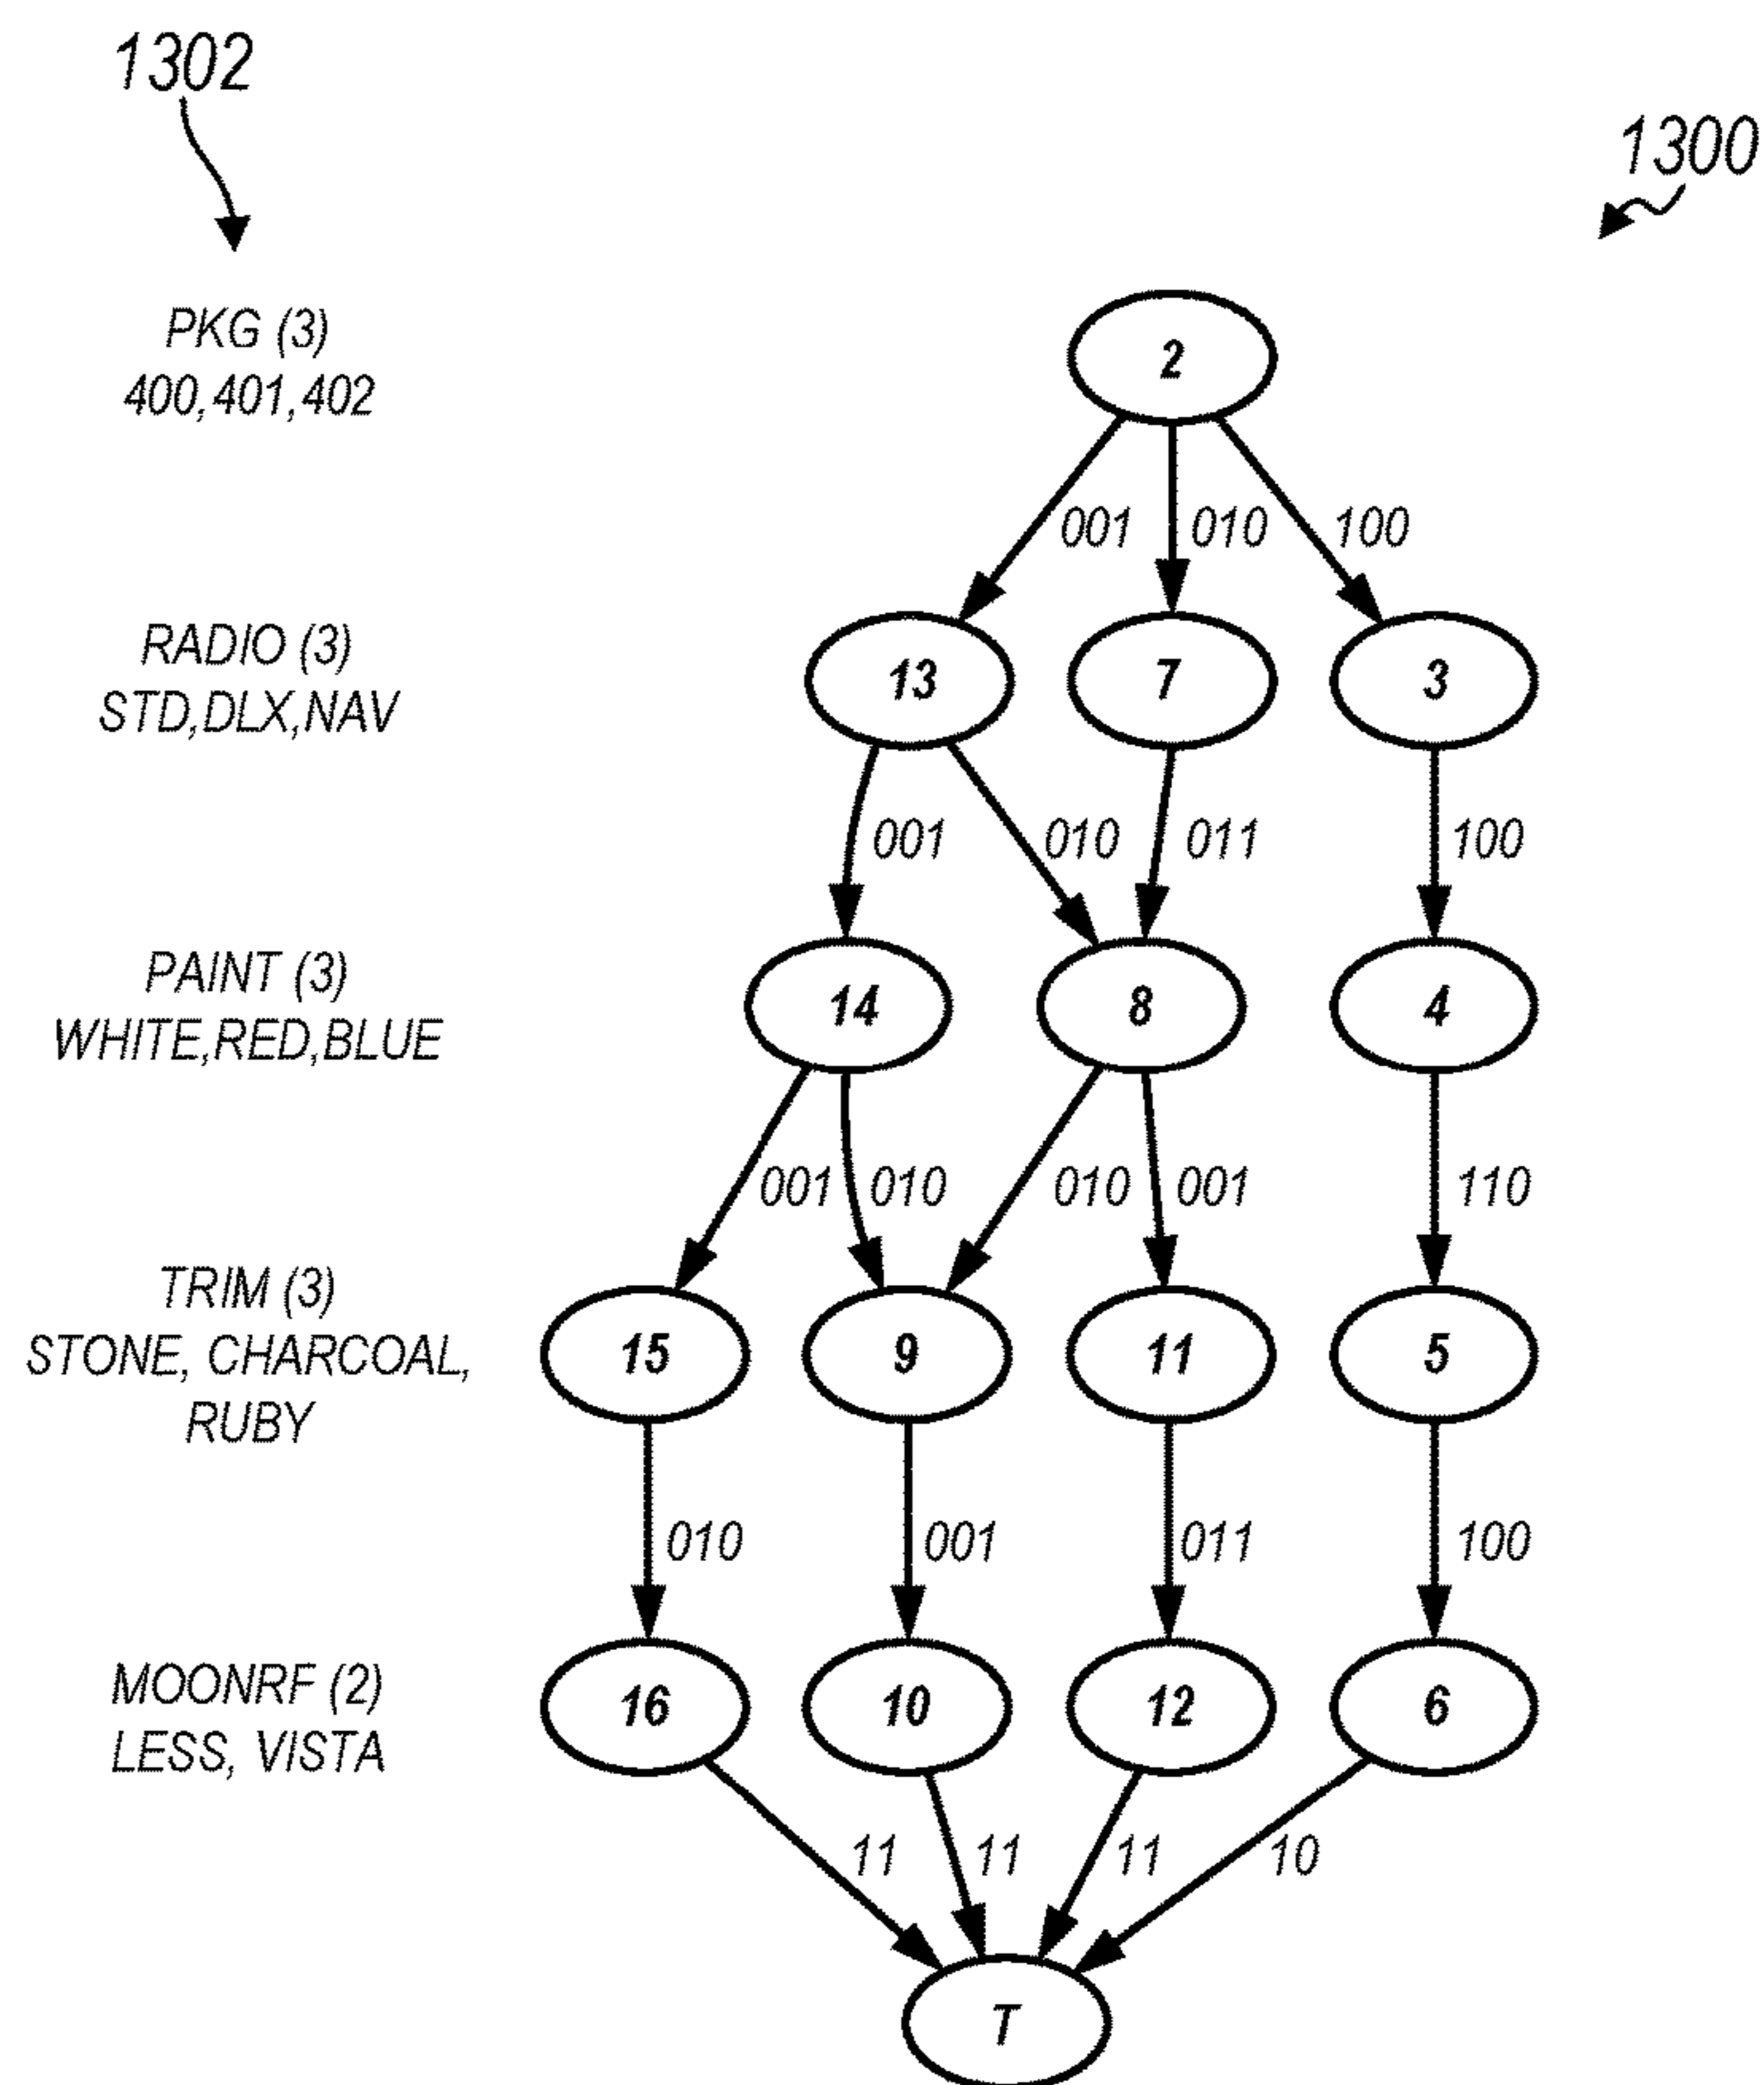 1302
1300
PKG (3)
400,401,402
2
001 010 100
RADIO (3)
STD,DLX,NAV
13 7 3
001 010 011 100
PAINT (3)
WHITE,RED,BLUE
14 8 4
001 010 010 001 110
TRIM (3)
STONE, CHARCOAL,
RUBY
15 9 11 5
010 001 011 100
MOONRF (2)
LESS, VISTA
16 10 12 6
11 11 11 10
T